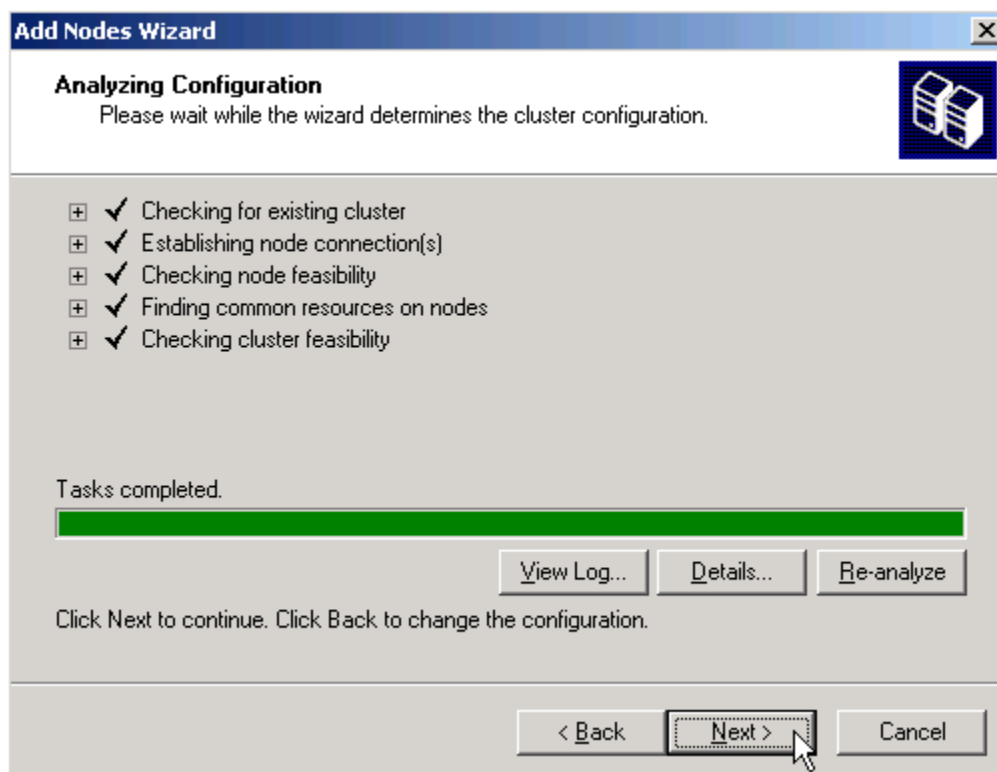 Add Nodes Wizard
Analyzing Configuration
Please wait while the wizard determines the cluster configuration.
Checking for existing cluster
Establishing node connection(s)
Checking node feasibility
Finding common resources on nodes
Checking cluster feasibility
Tasks completed.
View Log... Details... Re-analyze
Click Next to continue. Click Back to change the configuration.
< Back Next > Cancel